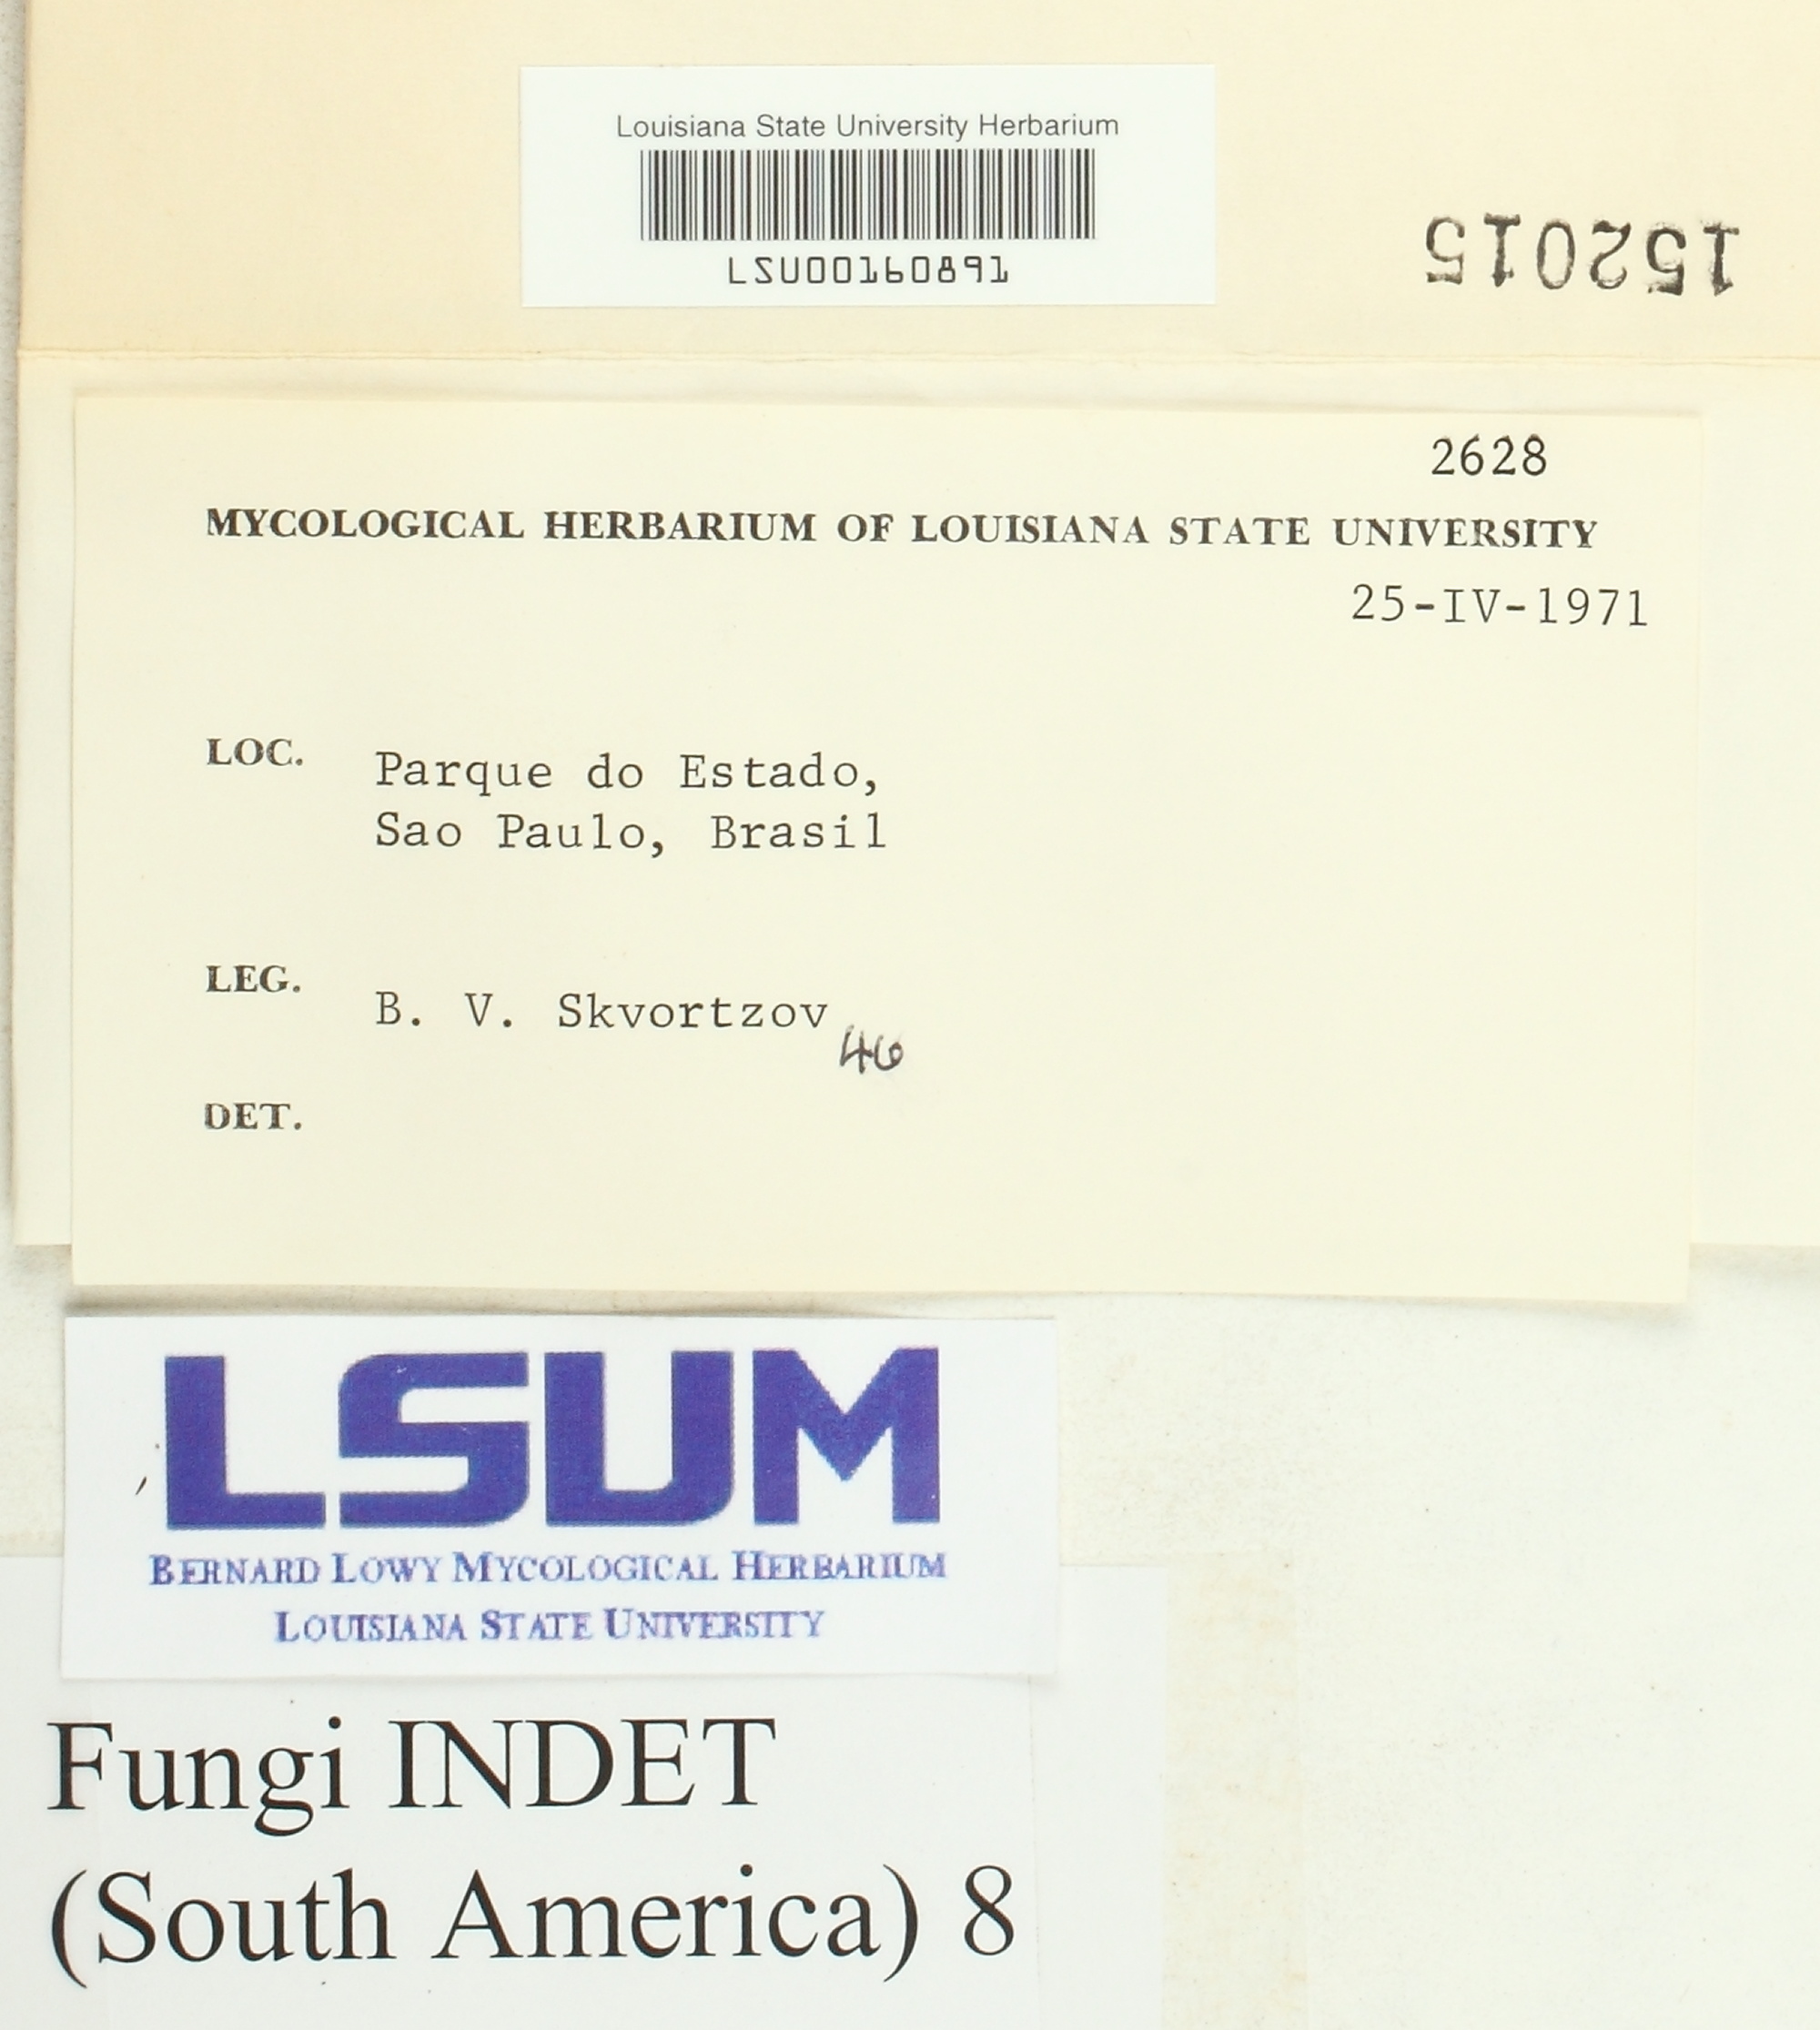 Louisiana State University Herbarium
LSU00160891
152015
2628
MYCOLOGICAL HERBARIUM OF LOUISIANA STATE UNIVERSITY
25-IV-1971
LOC. Parque do Estado,
Sao Paulo, Brasil
LEG. B. V. Skvortzov 46
DET.
LSUM
BERNARD LOWY MYCOLOGICAL HERBARIUM
LOUISIANA STATE UNIVERSITY
Fungi INDET
(South America) 8